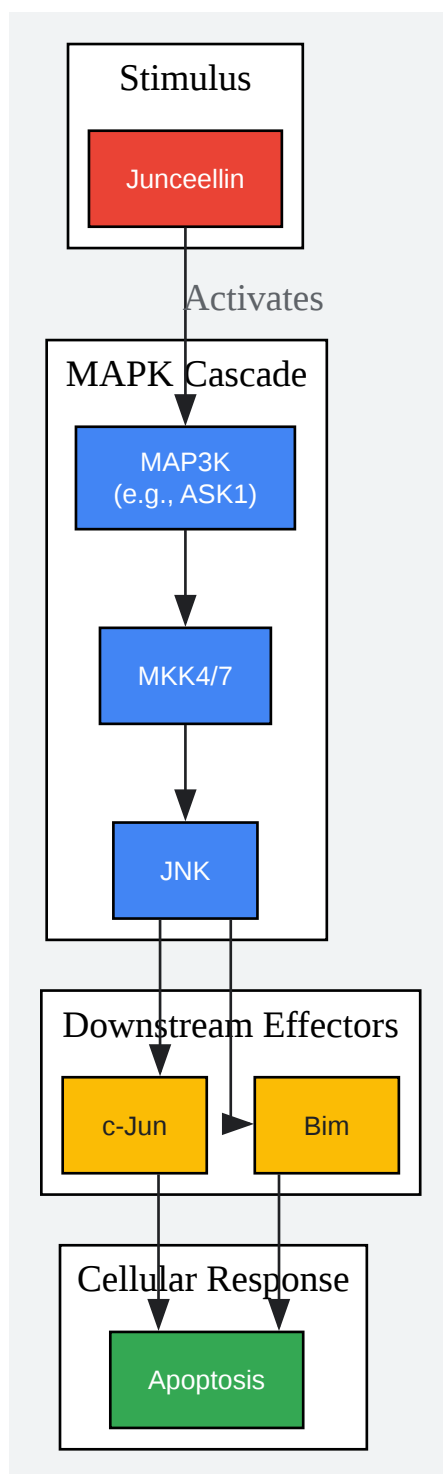 Stimulus
Junceellin
Activates
MAPK Cascade
MAP3K
(e.g., ASK1)
MKK4/7
JNK
Downstream Effectors
c-Jun
Bim
Cellular Response
Apoptosis